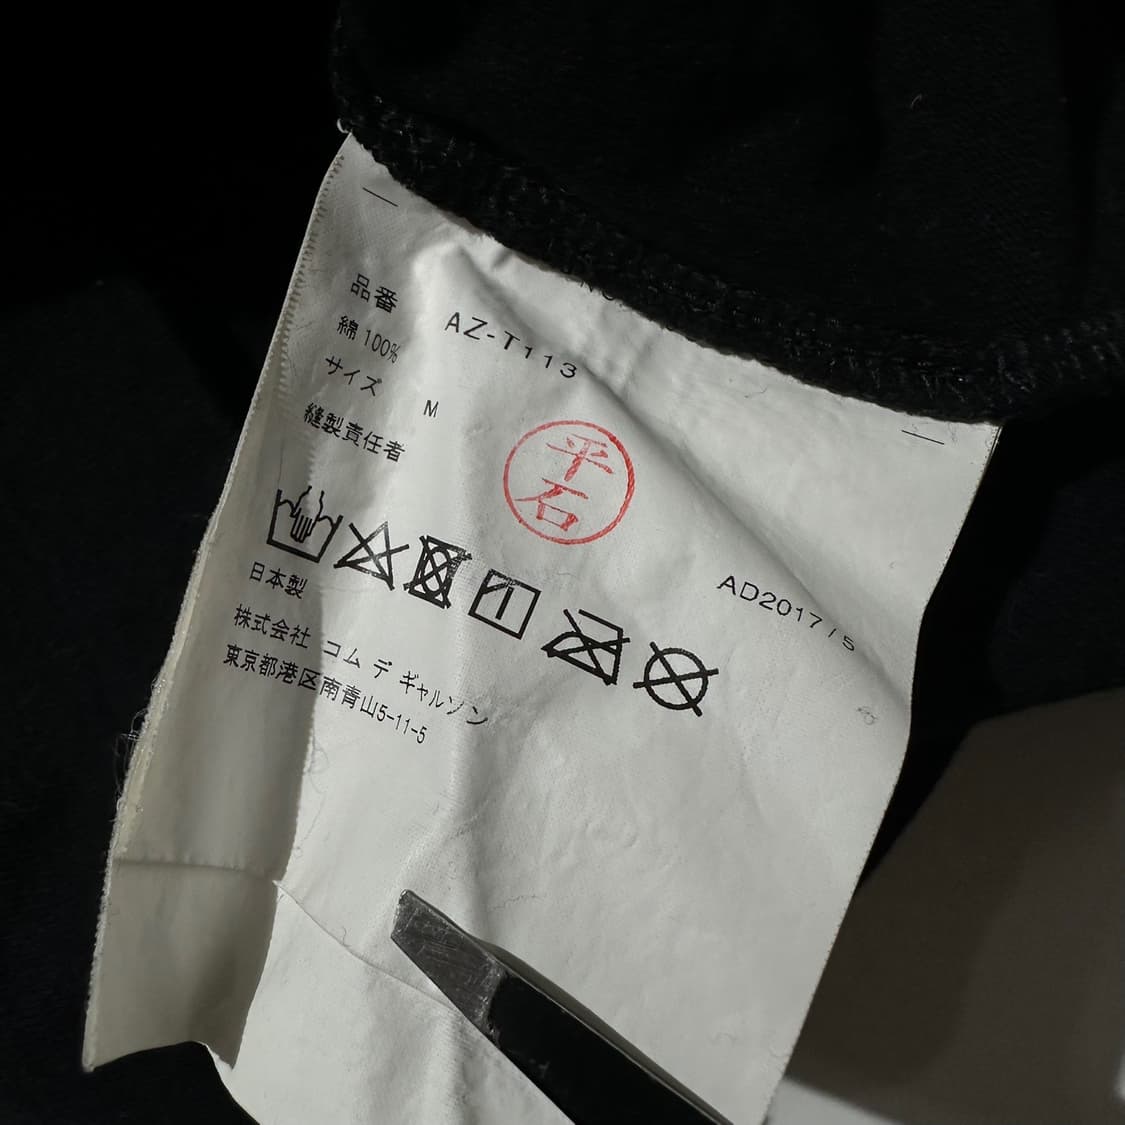 品番 AZ-T113
綿 100%
サイズ M
縫製責任者
平石
AD2017/5
日本製
株式会社 コム デ ギャルソン
東京都港区南青山5-11-5